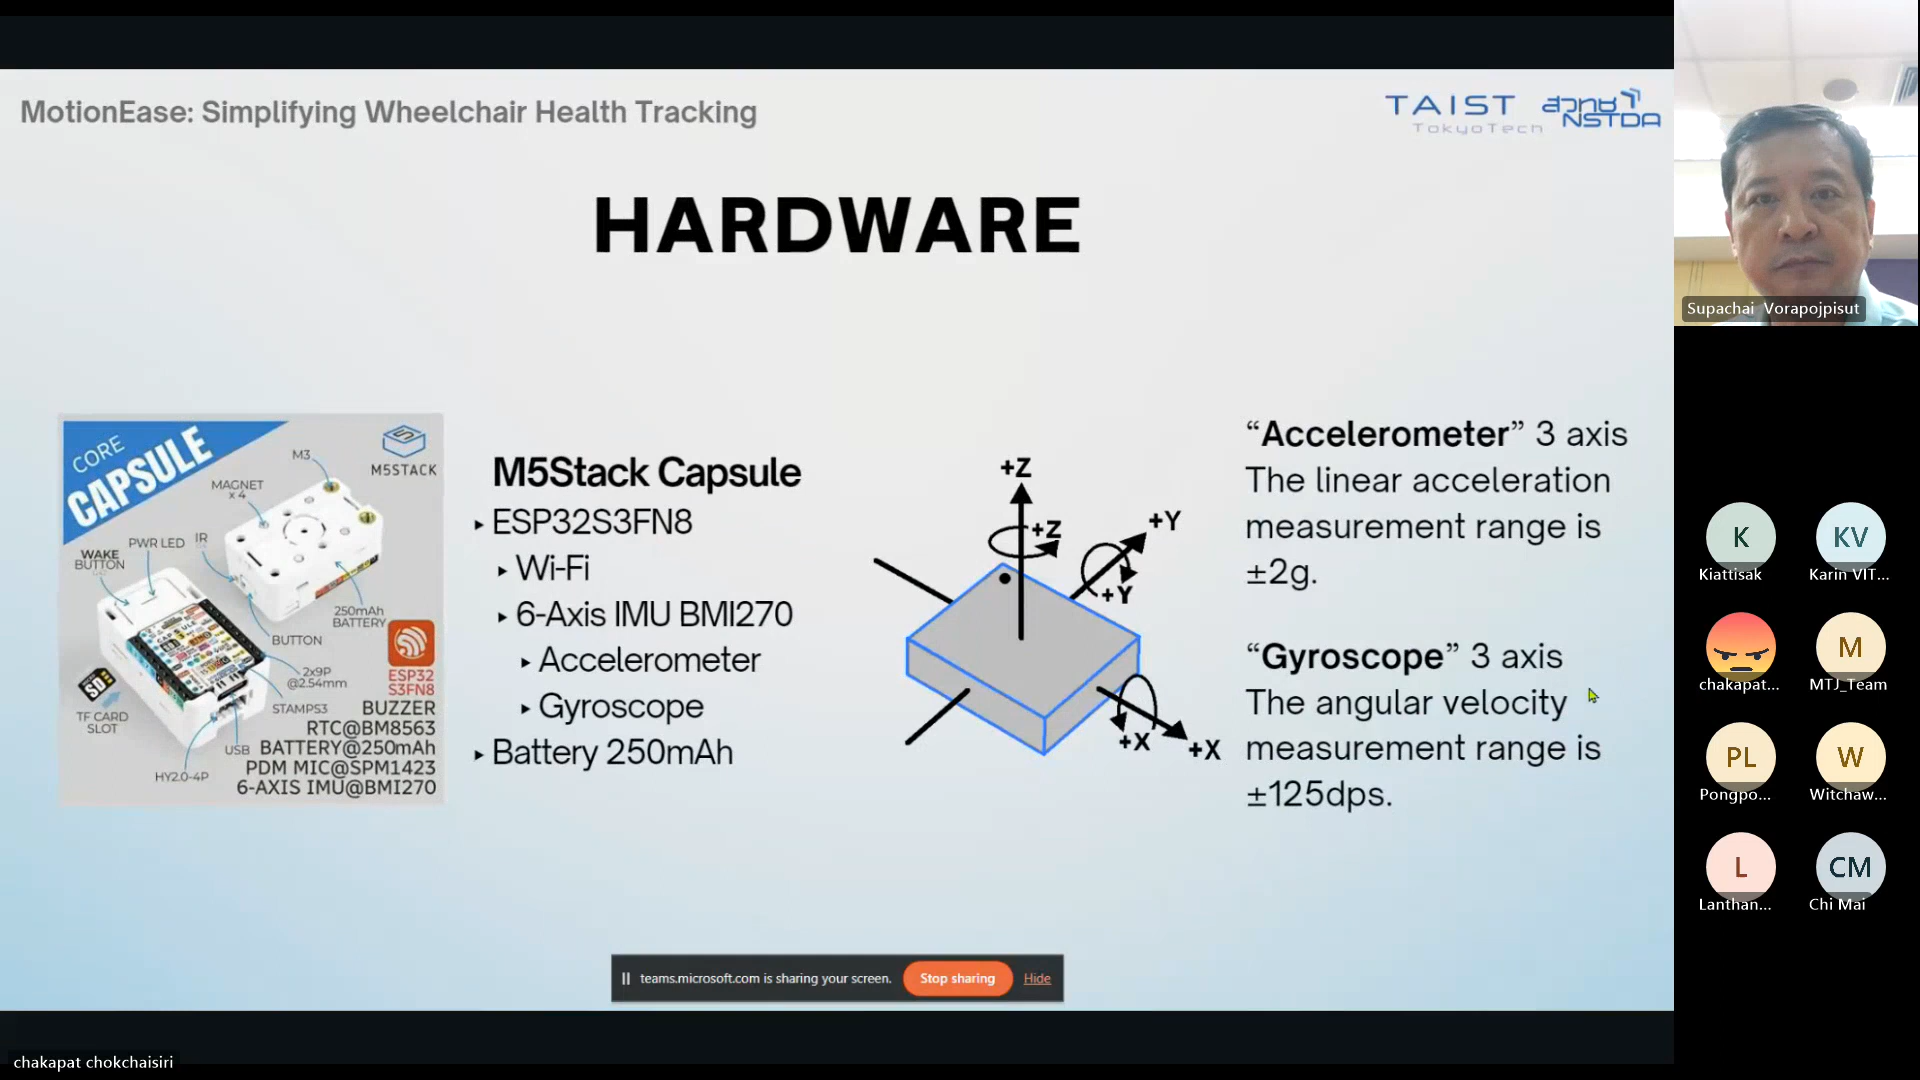 MotionEase: Simplifying Wheelchair Health Tracking
TAIST
TokyoTech
สวทช
NSTDA
HARDWARE
CORE
CAPSULE
M5STACK
M3
MAGNET
x 4
PWR LED
IR
WAKE
BUTTON
250mAh
BATTERY
BUTTON
2x9P
@2.54mm
ESP32
S3FN8
STAMPS3
TF CARD
SLOT
USB
HY2.0-4P
BUZZER
RTC@BM8563
BATTERY@250mAh
PDM MIC@SPM1423
6-AXIS IMU@BMI270
M5Stack Capsule
‣ ESP32S3FN8
‣ Wi-Fi
‣ 6-Axis IMU BMI270
‣ Accelerometer
‣ Gyroscope
‣ Battery 250mAh
+Z
+Z
+Y
+Y
+X
+X
“Accelerometer” 3 axis
The linear acceleration
measurement range is
±2g.
“Gyroscope” 3 axis
The angular velocity
measurement range is
±125dps.
teams.microsoft.com is sharing your screen.
Stop sharing
Hide
chakapat chokchaisiri
Supachai Vorapojpisut
K
Kiattisak
KV
Karin VIT...
chakapat...
M
MTJ_Team
PL
Pongpo...
W
Witchaw...
L
Lanthan...
CM
Chi Mai